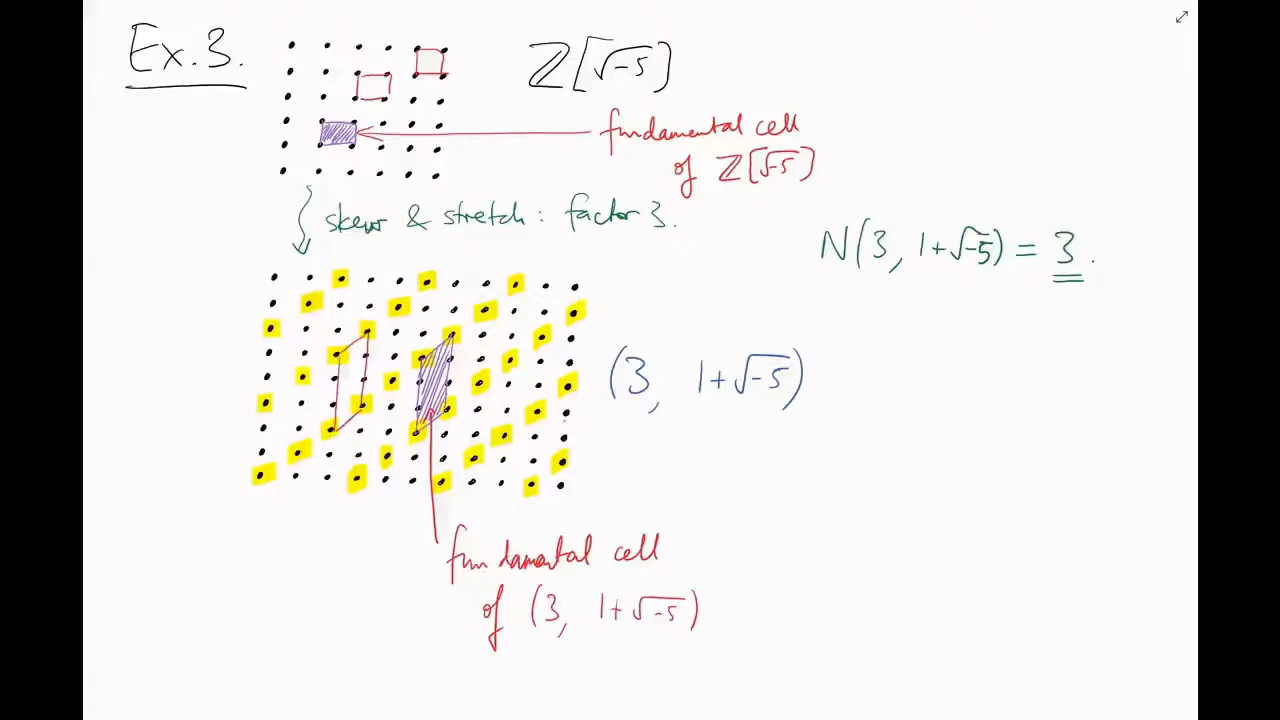 Ex. 3.
ℤ[√-5]
fundamental cell
of ℤ[√-5]
skew & stretch: factor 3.
N(3, 1+√-5) = 3.
(3, 1+√-5)
fundamental cell
of (3, 1+√-5)